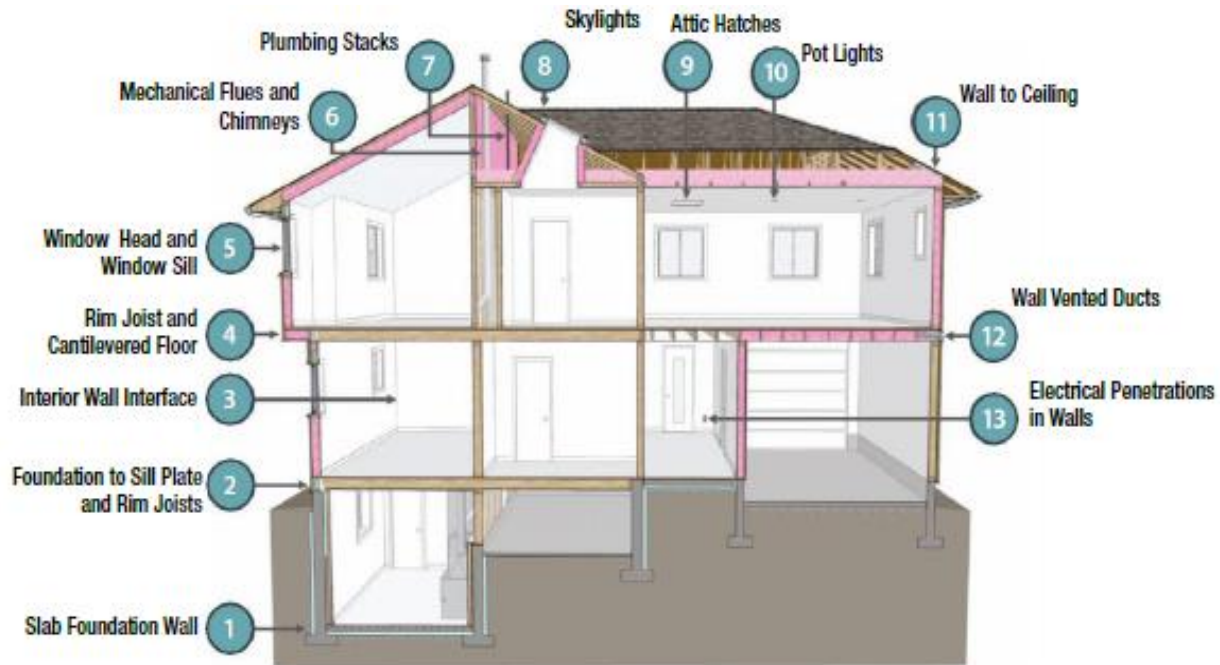 Skylights
Attic Hatches
Plumbing Stacks
7
8
9
10
Pot Lights
Mechanical Flues and
Chimneys
6
Wall to Ceiling
11
Window Head and
Window Sill
5
Rim Joist and
Cantilevered Floor
4
Wall Vented Ducts
12
Interior Wall Interface
3
Electrical Penetrations
in Walls
13
Foundation to Sill Plate
and Rim Joists
2
Slab Foundation Wall
1